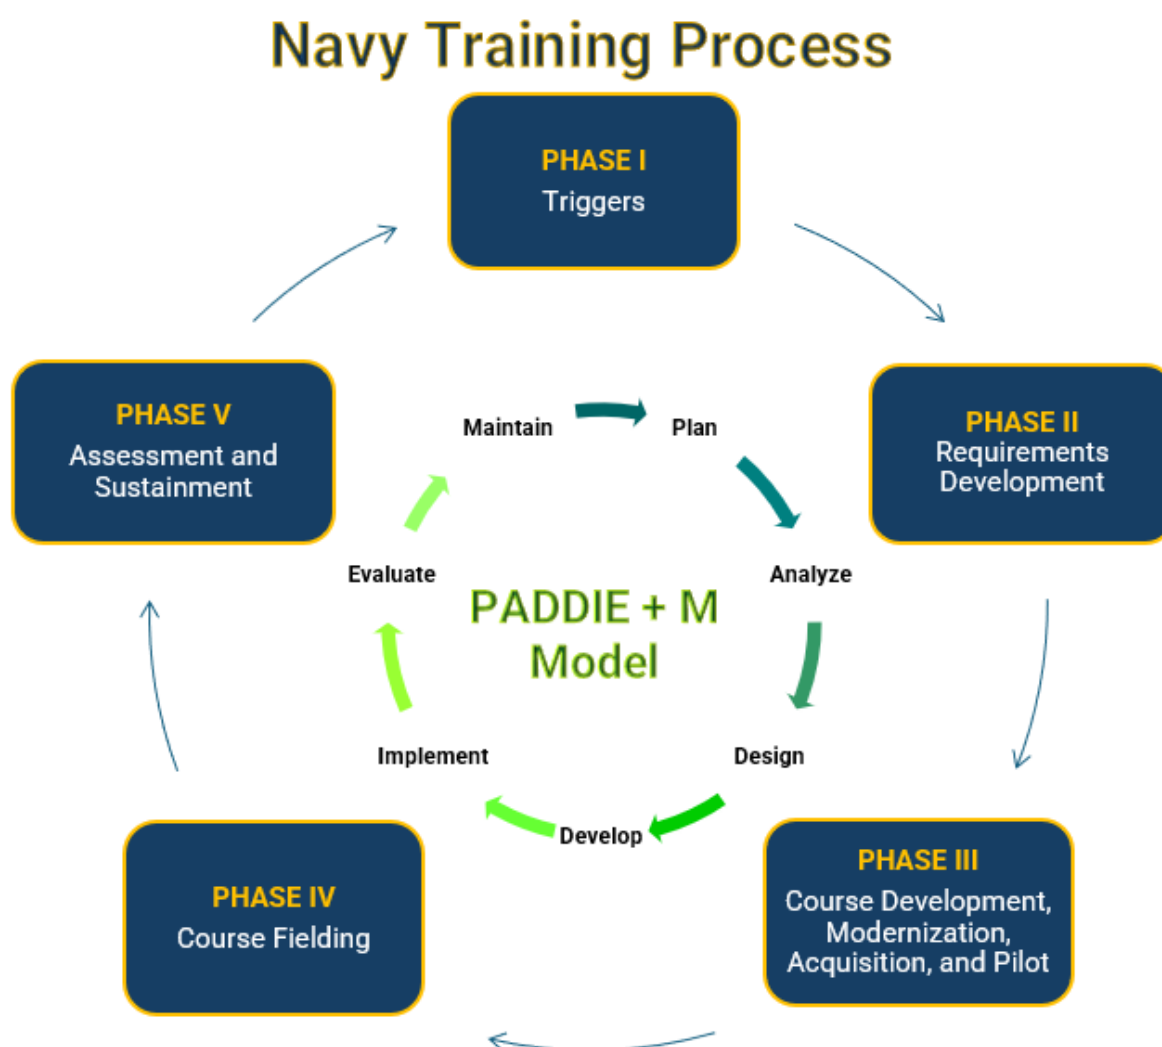 Navy Training Process
PHASE I
Triggers
PHASE V
Assessment and
Sustainment
PHASE II
Requirements
Development
Maintain
Plan
Evaluate
Analyze
PADDIE + M
Model
Implement
Design
Develop
PHASE IV
Course Fielding
PHASE III
Course Development,
Modernization,
Acquisition, and Pilot